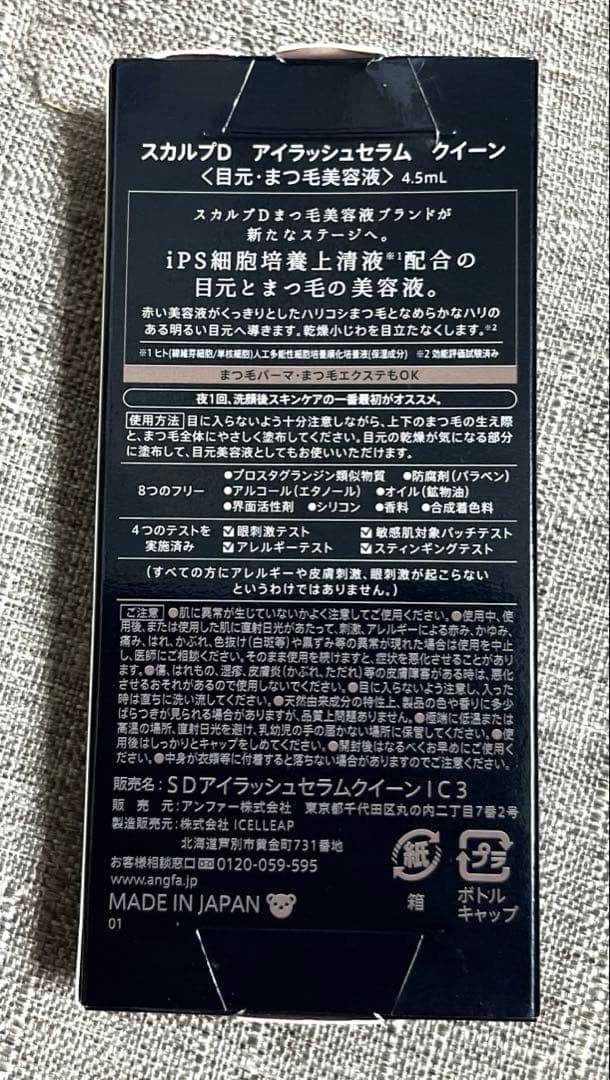 スカルプD アイラッシュセラム クイーン
〈目元・まつ毛美容液〉 4.5mL
スカルプDまつ毛美容液ブランドが
新たなステージへ。
iPS細胞培養上清液※1配合の
目元とまつ毛の美容液。
赤い美容液がくっきりとしたハリコシまつ毛となめらかなハリの
ある明るい目元へ導きます。乾燥小じわを目立たなくします。※2
※1 ヒト(線維芽細胞/単核細胞)人工多能性細胞培養順化培養液(保湿成分) ※2 効能評価試験済み
まつ毛パーマ・まつ毛エクステもOK
夜1回、洗顔後スキンケアの一番最初がオススメ。
使用方法 目に入らないよう十分注意しながら、上下のまつ毛の生え際
と、まつ毛全体にやさしく塗布してください。目元の乾燥が気になる部分
に塗布して、目元美容液としてもお使いいただけます。
8つのフリー
●プロスタグランジン類似物質 ●防腐剤(パラベン)
●アルコール(エタノール) ●オイル(鉱物油)
●界面活性剤 ●シリコン ●香料 ●合成着色料
4つのテストを
実施済み
☑眼刺激テスト ☑敏感肌対象パッチテスト
☑アレルギーテスト ☑スティンギングテスト
(すべての方にアレルギーや皮膚刺激、眼刺激が起こらない
というわけではありません。)
ご注意 ●肌に異常が生じていないかよく注意してご使用ください。●使用中、使
用後、または使用した肌に直射日光があたって、刺激、アレルギーによる赤み、かゆみ、
痛み、はれ、かぶれ、色抜け(白斑等)や黒ずみ等の異常が現れた場合は使用を中止
し、医師にご相談ください。そのまま使用を続けますと、症状を悪化させることがあり
ます。●傷、はれもの、湿疹、皮膚炎(かぶれ、ただれ)等の皮膚障害がある時は、悪化
させるおそれがあるので使用しないでください。●目に入らないよう注意し、入った
時は直ちに洗い流してください。●天然由来成分の特性上、製品の色や香りに多少
ばらつきが見られる場合がありますが、品質上問題ありません。●極端に低温または
高温の場所、直射日光を避け、乳幼児の手の届かない場所に保管してください。●使
用後はしっかりとキャップをしめてください。●開封後はなるべくお早めにご使用くだ
さい。●中身が衣類等に付着すると落ちない場合がありますのでご注意ください。
販売名:SDアイラッシュセラムクイーンIC3
販 売 元:アンファー株式会社 東京都千代田区丸の内二丁目7番2号
製造販売元:株式会社 ICELLEAP
北海道芦別市黄金町731番地
お客様相談窓口 0120-059-595
www.angfa.jp
MADE IN JAPAN
01
紙
箱
プラ
ボトル
キャップ